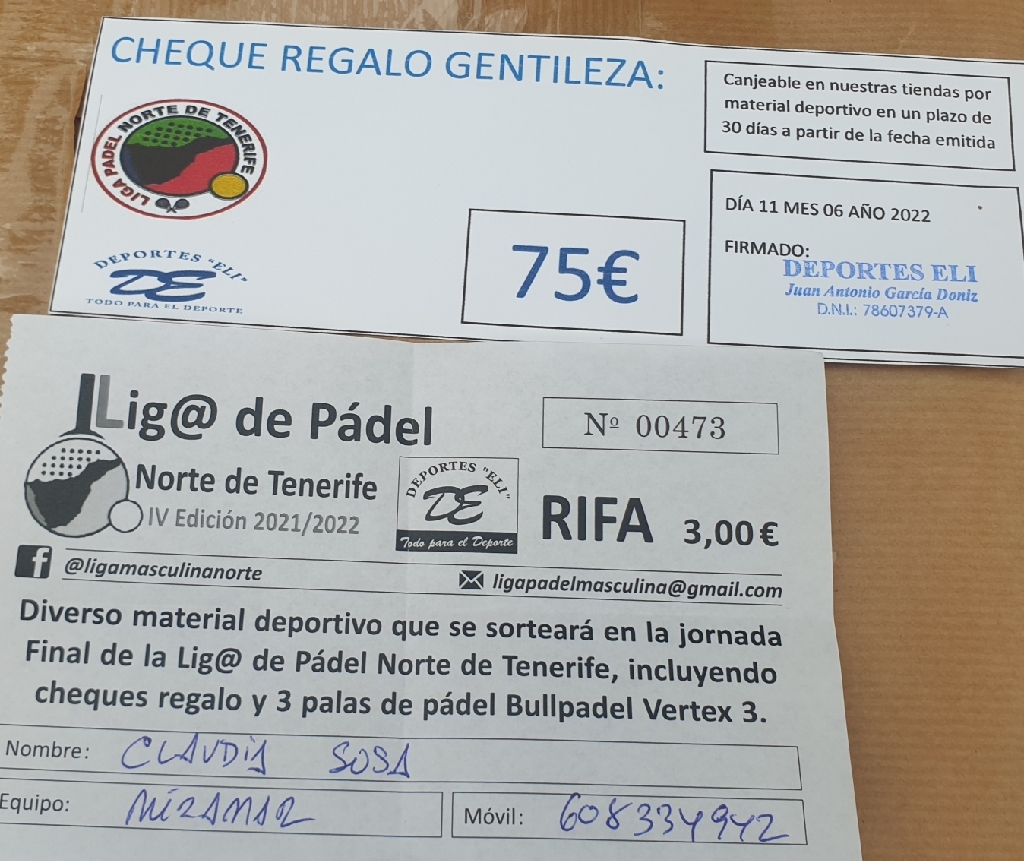 CHEQUE REGALO GENTILEZA:
LIGA PADEL NORTE DE TENERIFE
DEPORTES "ELI"
DE
TODO PARA EL DEPORTE
75€
Canjeable en nuestras tiendas por
material deportivo en un plazo de
30 días a partir de la fecha emitida
DÍA 11 MES 06 AÑO 2022
FIRMADO:
DEPORTES ELI
Juan Antonio García Doniz
D.N.I.: 78607379-A
Lig@ de Pádel
Norte de Tenerife
IV Edición 2021/2022
DEPORTES "ELI"
DE
Todo para el Deporte
Nº 00473
RIFA 3,00€
@ligamasculinanorte
ligapadelmasculina@gmail.com
Diverso material deportivo que se sorteará en la jornada
Final de la Lig@ de Pádel Norte de Tenerife, incluyendo
cheques regalo y 3 palas de pádel Bullpadel Vertex 3.
Nombre: CLAUDIA SOSA
Equipo: MIRAMAR
Móvil: 608334942